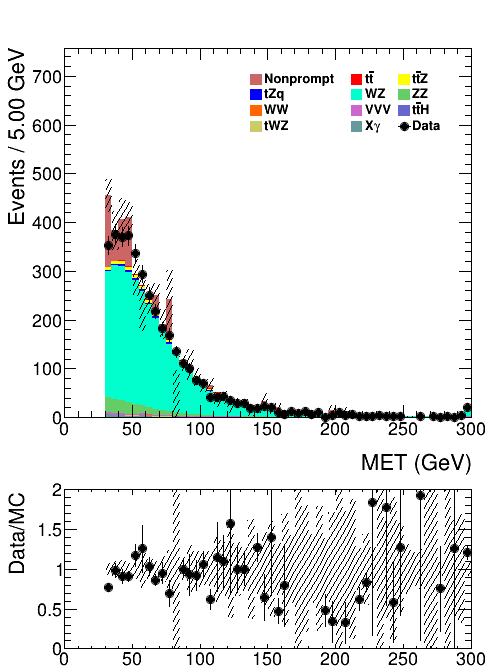 Events / 5.00 GeV
700
600
500
400
300
200
100
0
Nonprompt tt̄ tt̄Z
tZq WZ ZZ
WW VVV tt̄H
tWZ Xγ Data
0 50 100 150 200 250 300
MET (GeV)
Data/MC
2
1.5
1
0.5
0
0 50 100 150 200 250 300